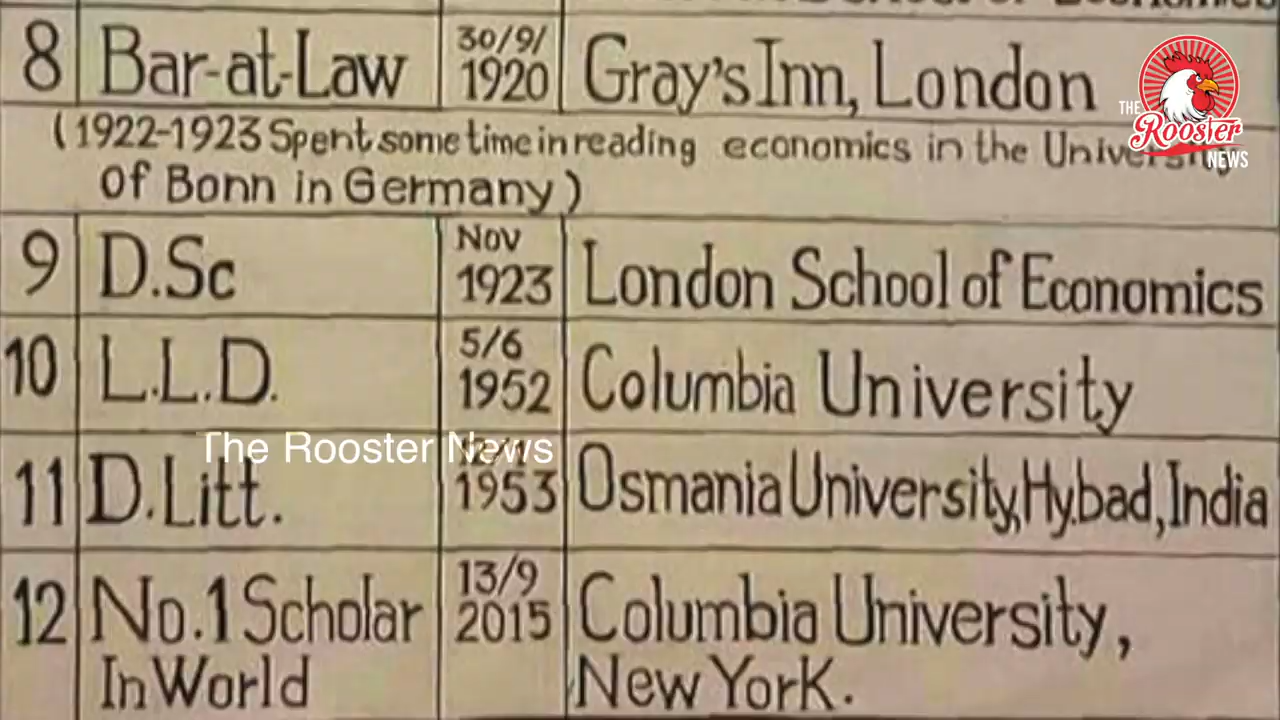 8 Bar-at-Law 30/9/ 1920 Gray's Inn, London
THE Rooster NEWS
(1922-1923 Spent some time in reading economics in the University
Of Bonn in Germany)
9 D.Sc Nov 1923 London School of Economics
10 L.L.D. 5/6 1952 Columbia University
The Rooster News
11 D.Litt. 1953 Osmania University, Hy.bad, India
12 No.1 Scholar 13/9 2015 Columbia University,
In World New York.